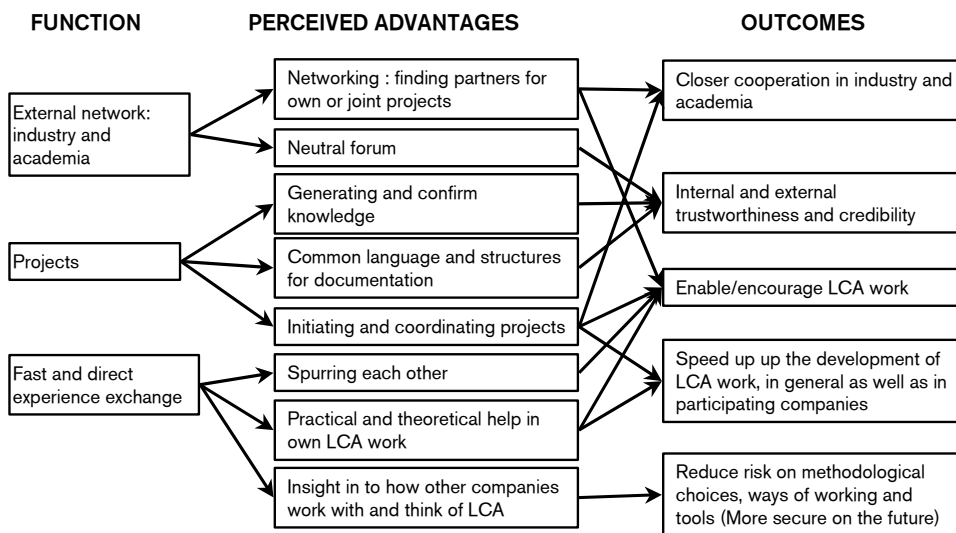 FUNCTION
PERCEIVED ADVANTAGES
OUTCOMES
External network:
industry and
academia
Projects
Fast and direct
experience exchange
Networking : finding partners for
own or joint projects
Neutral forum
Generating and confirm
knowledge
Common language and structures
for documentation
Initiating and coordinating projects
Spurring each other
Practical and theoretical help in
own LCA work
Insight in to how other companies
work with and think of LCA
Closer cooperation in industry and
academia
Internal and external
trustworthiness and credibility
Enable/encourage LCA work
Speed up up the development of
LCA work, in general as well as in
participating companies
Reduce risk on methodological
choices, ways of working and
tools (More secure on the future)